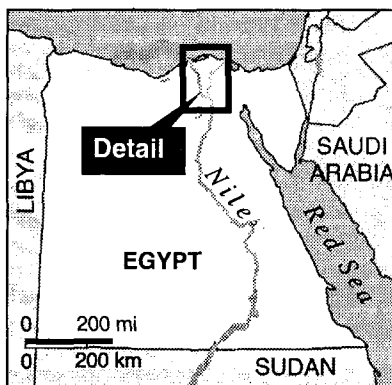 Detail
LIBYA
SAUDI
ARABIA
Nile
Red Sea
EGYPT
0 200 mi
0 200 km
SUDAN